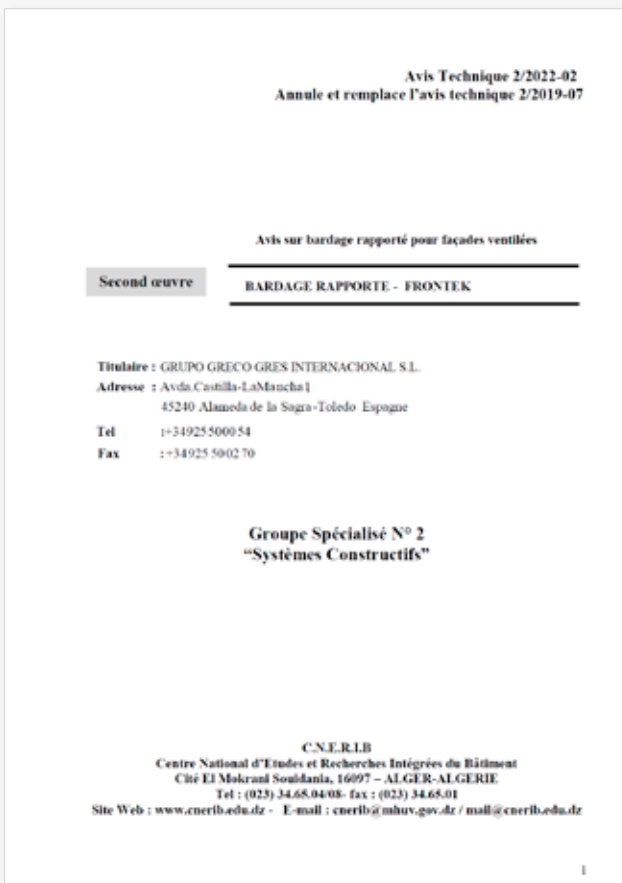 Avis Technique 2/2022-02
Annule et remplace l'avis technique 2/2019-07
Avis sur bardage rapporté pour façades ventilées
Second œuvre
BARDAGE RAPPORTE - FRONTEK
Titulaire : GRUPO GRECO GRES INTERNACIONAL S.L.
Adresse : Avda.Castilla-LaMancha1
45240 Alameda de la Sagra-Toledo Espagne
Tel :+34925500054
Fax :+34925 500270
Groupe Spécialisé N° 2
“Systèmes Constructifs”
C.N.E.R.I.B
Centre National d'Etudes et Recherches Intégrées du Bâtiment
Cité El Mokrani Souidania, 16097 – ALGER-ALGERIE
Tel : (023) 34.65.04/08- fax : (023) 34.65.01
Site Web : www.cnerib.edu.dz - E-mail : cnerib@mhuv.gov.dz / mail@cnerib.edu.dz
1